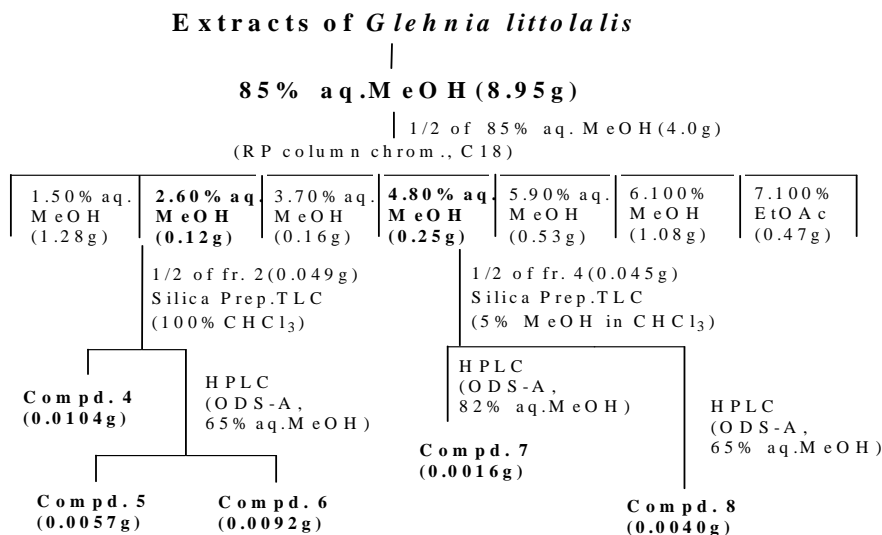 Extracts of Glehnia littolalis
85% aq.MeOH(8.95g)
1/2 of 85% aq. MeOH(4.0g)
(RP column chrom., C18)
1.50% aq.
MeOH
(1.28g)
2.60% aq.
MeOH
(0.12g)
3.70% aq.
MeOH
(0.16g)
4.80% aq.
MeOH
(0.25g)
5.90% aq.
MeOH
(0.53g)
6.100%
MeOH
(1.08g)
7.100%
EtOAc
(0.47g)
1/2 of fr. 2(0.049g)
Silica Prep.TLC
(100% CHCl₃)
1/2 of fr. 4(0.045g)
Silica Prep.TLC
(5% MeOH in CHCl₃)
Compd.4
(0.0104g)
HPLC
(ODS-A,
65% aq.MeOH)
HPLC
(ODS-A,
82% aq.MeOH)
HPLC
(ODS-A,
65% aq.MeOH)
Compd.7
(0.0016g)
Compd.5
(0.0057g)
Compd.6
(0.0092g)
Compd.8
(0.0040g)